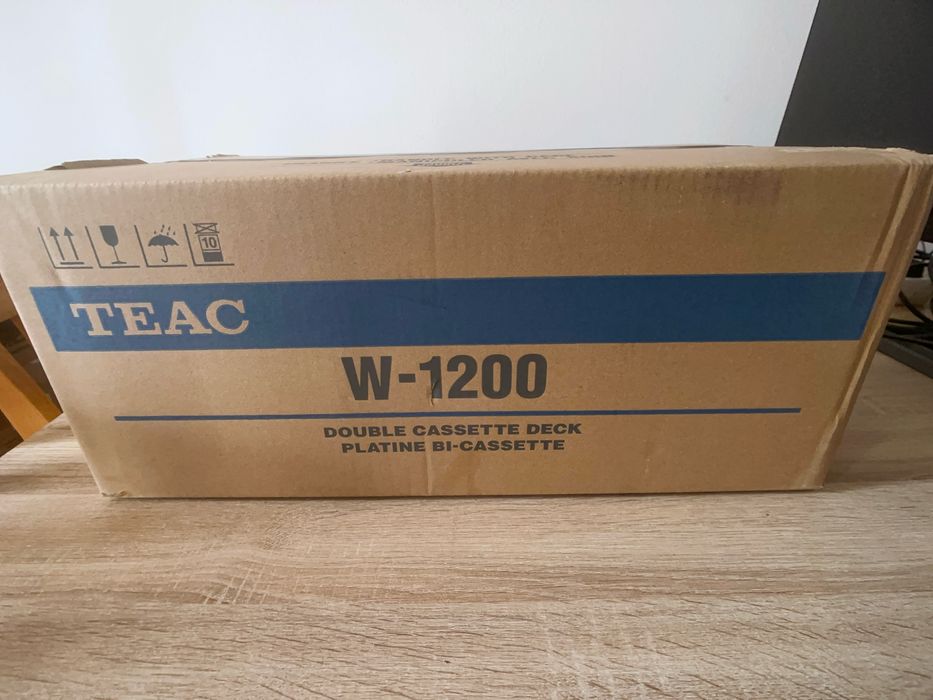 10
TEAC
W-1200
DOUBLE CASSETTE DECK
PLATINE BI-CASSETTE